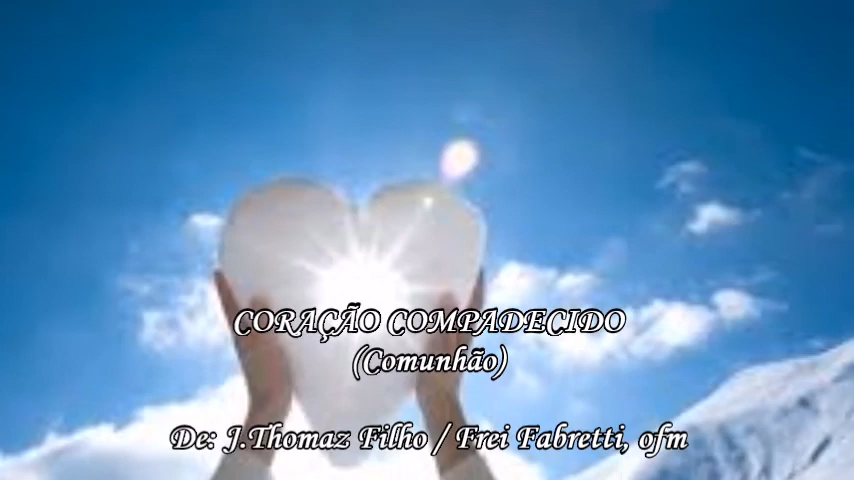 CORAÇÃO COMPADECIDO
(Comunhão)
De: J.Thomaz Filho / Frei Fabretti, ofm